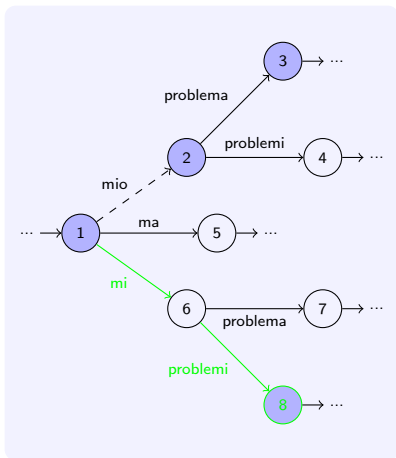 3 ...
problema
2 problemi 4 ...
mio
... 1 ma 5 ...
mi
6 problema 7 ...
problemi
8 ...